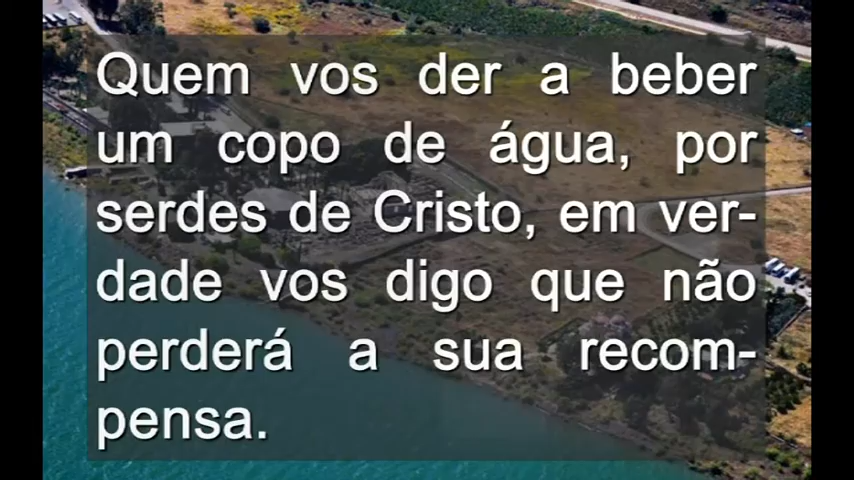 Quem vos der a beber
um copo de água, por
serdes de Cristo, em ver-
dade vos digo que não
perderá a sua recom-
pensa.